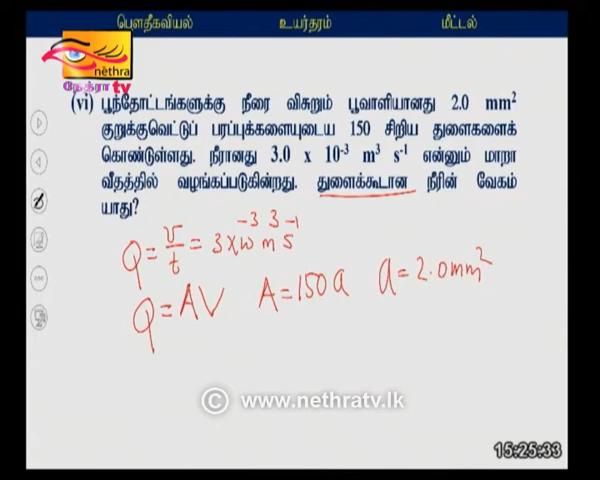 பௌதீகவியல் உயர்தரம் மீட்டல்
nethra
நேத்ரா tv
(vi) பூந்தோட்டங்களுக்கு நீரை விசுறும் பூவாளியானது 2.0 mm²
குறுக்குவெட்டுப் பரப்புக்களையுடைய 150 சிறிய துளைகளைக்
கொண்டுள்ளது. நீரானது 3.0 x 10⁻³ m³ s⁻¹ என்னும் மாறா
வீதத்தில் வழங்கப்படுகின்றது. துளைக்கூடான நீரின் வேகம்
யாது?
Q = v/t = 3×10⁻³ m³ s⁻¹
Q = AV A = 150a a = 2.0mm²
© www.nethratv.lk
15:25:33